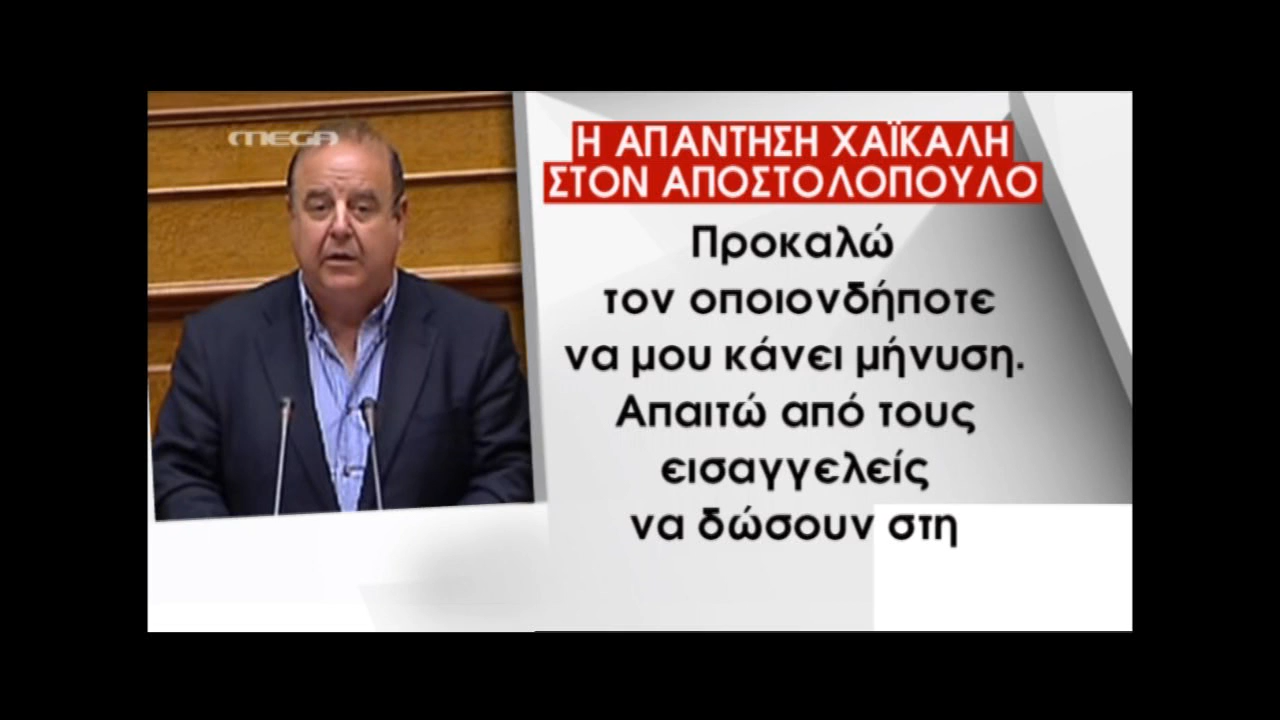 MEGA
Η ΑΠΑΝΤΗΣΗ ΧΑΪΚΑΛΗ
ΣΤΟΝ ΑΠΟΣΤΟΛΟΠΟΥΛΟ
Προκαλώ
τον οποιονδήποτε
να μου κάνει μήνυση.
Απαιτώ από τους
εισαγγελείς
να δώσουν στη